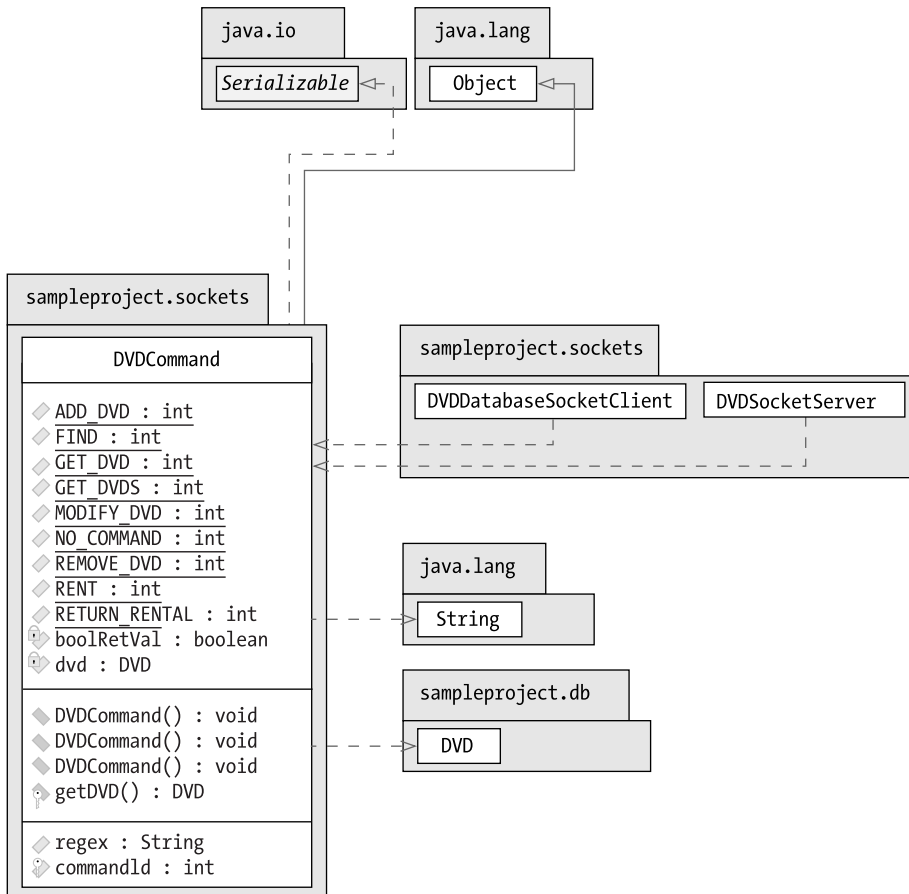 java.io
java.lang
Serializable
Object
sampleproject.sockets
DVDCommand
ADD_DVD : int
FIND : int
GET_DVD : int
GET_DVDS : int
MODIFY_DVD : int
NO_COMMAND : int
REMOVE_DVD : int
RENT : int
RETURN_RENTAL : int
boolRetVal : boolean
dvd : DVD
DVDCommand() : void
DVDCommand() : void
DVDCommand() : void
getDVD() : DVD
regex : String
commandld : int
sampleproject.sockets
DVDDatabaseSocketClient
DVDSocketServer
java.lang
String
sampleproject.db
DVD